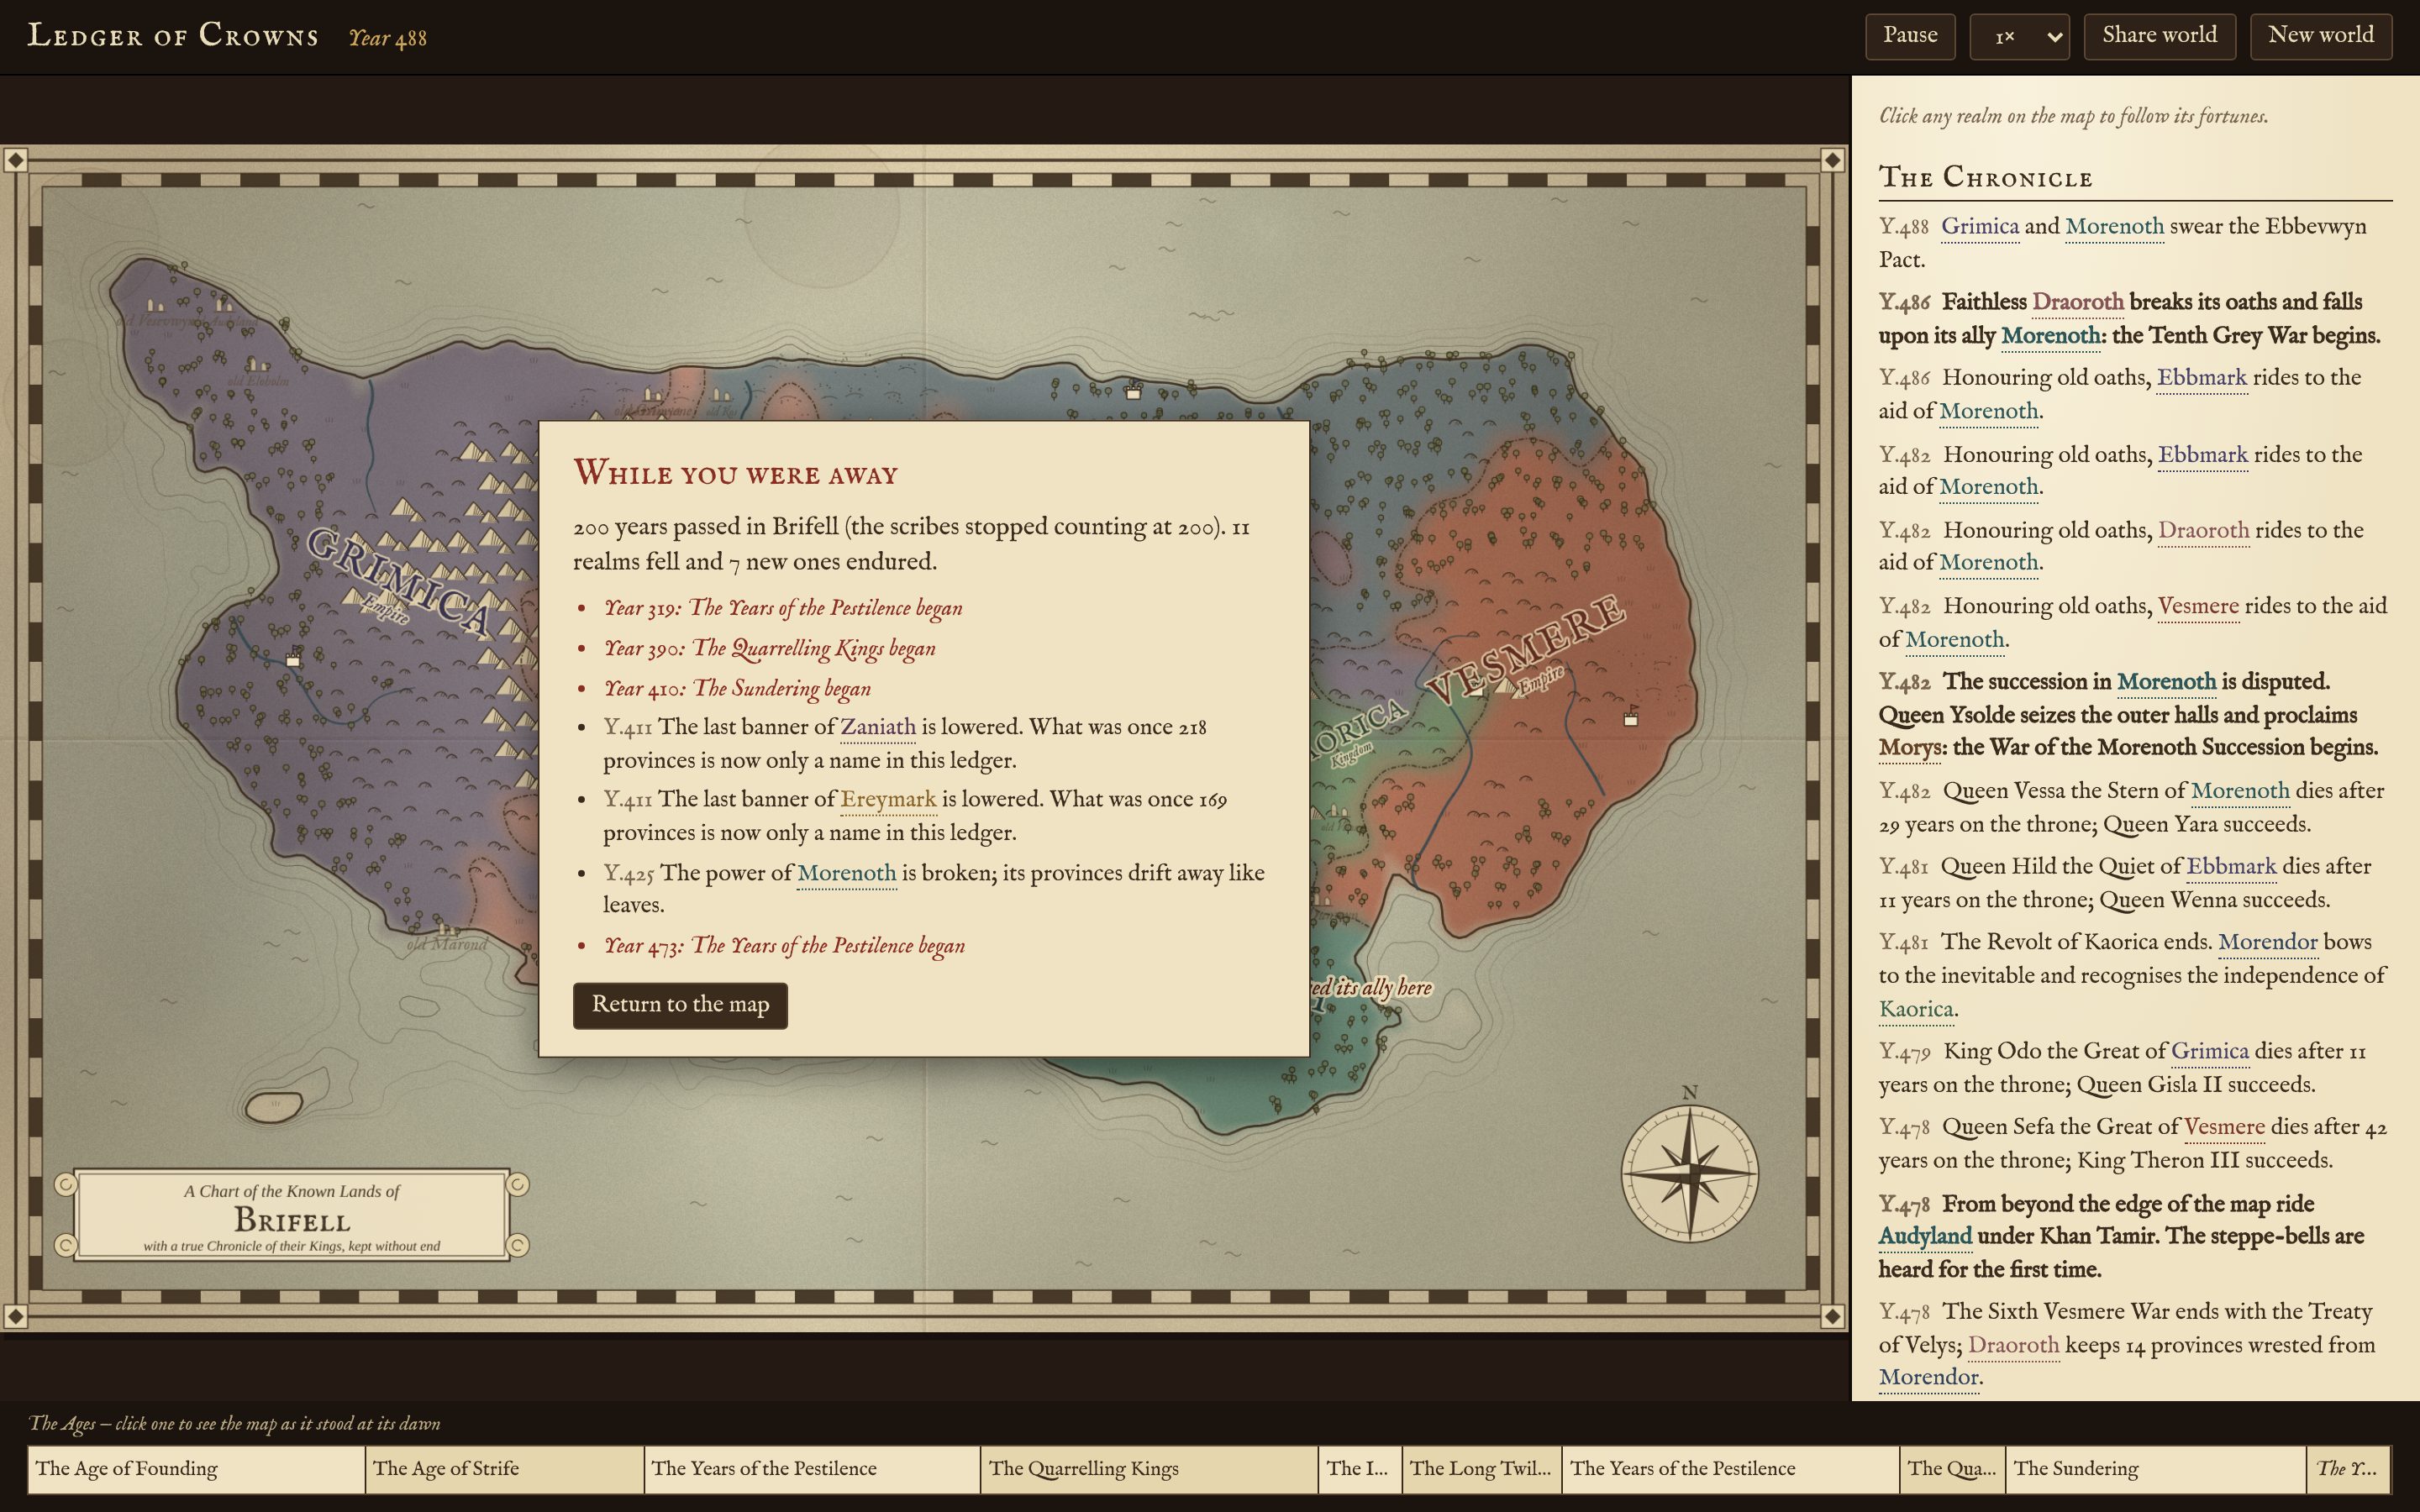 Ledger of Crowns
Year 488
Pause
1×
Share world
New world
old Elobolm
GRIMICA
Empire
VESMERE
Empire
ORICA
Kingdom
old Marond
ed its ally here
N
A Chart of the Known Lands of
Brifell
with a true Chronicle of their Kings, kept without end
While you were away
200 years passed in Brifell (the scribes stopped counting at 200). 11
realms fell and 7 new ones endured.
Year 319: The Years of the Pestilence began
Year 390: The Quarrelling Kings began
Year 410: The Sundering began
Y.411 The last banner of Zaniath is lowered. What was once 218
provinces is now only a name in this ledger.
Y.411 The last banner of Ereymark is lowered. What was once 169
provinces is now only a name in this ledger.
Y.425 The power of Morenoth is broken; its provinces drift away like
leaves.
Year 473: The Years of the Pestilence began
Return to the map
Click any realm on the map to follow its fortunes.
The Chronicle
Y.488 Grimica and Morenoth swear the Ebbevwyn
Pact.
Y.486 Faithless Draoroth breaks its oaths and falls
upon its ally Morenoth: the Tenth Grey War begins.
Y.486 Honouring old oaths, Ebbmark rides to the
aid of Morenoth.
Y.482 Honouring old oaths, Ebbmark rides to the
aid of Morenoth.
Y.482 Honouring old oaths, Draoroth rides to the
aid of Morenoth.
Y.482 Honouring old oaths, Vesmere rides to the aid
of Morenoth.
Y.482 The succession in Morenoth is disputed.
Queen Ysolde seizes the outer halls and proclaims
Morys: the War of the Morenoth Succession begins.
Y.482 Queen Vessa the Stern of Morenoth dies after
29 years on the throne; Queen Yara succeeds.
Y.481 Queen Hild the Quiet of Ebbmark dies after
11 years on the throne; Queen Wenna succeeds.
Y.481 The Revolt of Kaorica ends. Morendor bows
to the inevitable and recognises the independence of
Kaorica.
Y.479 King Odo the Great of Grimica dies after 11
years on the throne; Queen Gisla II succeeds.
Y.478 Queen Sefa the Great of Vesmere dies after 42
years on the throne; King Theron III succeeds.
Y.478 From beyond the edge of the map ride
Audyland under Khan Tamir. The steppe-bells are
heard for the first time.
Y.478 The Sixth Vesmere War ends with the Treaty
of Velys; Draoroth keeps 14 provinces wrested from
Morendor.
The Ages – click one to see the map as it stood at its dawn
The Age of Founding
The Age of Strife
The Years of the Pestilence
The Quarrelling Kings
The I...
The Long Twil...
The Years of the Pestilence
The Qua...
The Sundering
The Y...